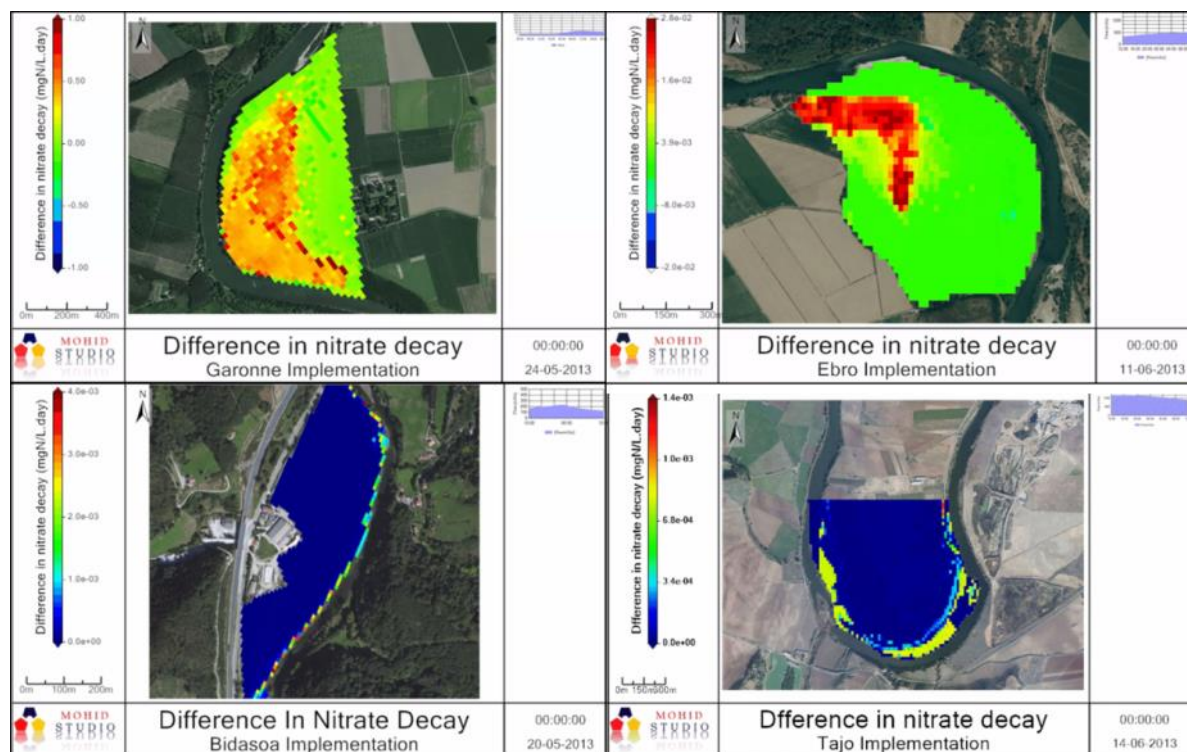 1.00
0.50
0.00
-0.50
-1.00
Difference in nitrate decay (mgN/L.day)
N
0m 200m 400m
MOHID
STUDIO
Difference in nitrate decay
Garonne Implementation
00:00:00
24-05-2013
2.8e-02
1.6e-02
3.9e-03
-8.0e-03
-2.0e-02
Difference in nitrate decay (mgN/L.day)
N
0m 150m 300m
MOHID
STUDIO
Difference in nitrate decay
Ebro Implementation
00:00:00
11-06-2013
4.0e-03
3.0e-03
2.0e-03
1.0e-03
0.0e+00
Difference in nitrate decay (mgN/L.day)
N
0m 100m 200m
MOHID
STUDIO
Difference In Nitrate Decay
Bidasoa Implementation
00:00:00
20-05-2013
1.4e-03
1.0e-03
6.8e-04
3.4e-04
0.0e+00
Dfference in nitrate decay (mgN/L.day)
N
MOHID
STUDIO
Dfference in nitrate decay
Tajo Implementation
00:00:00
14-06-2013